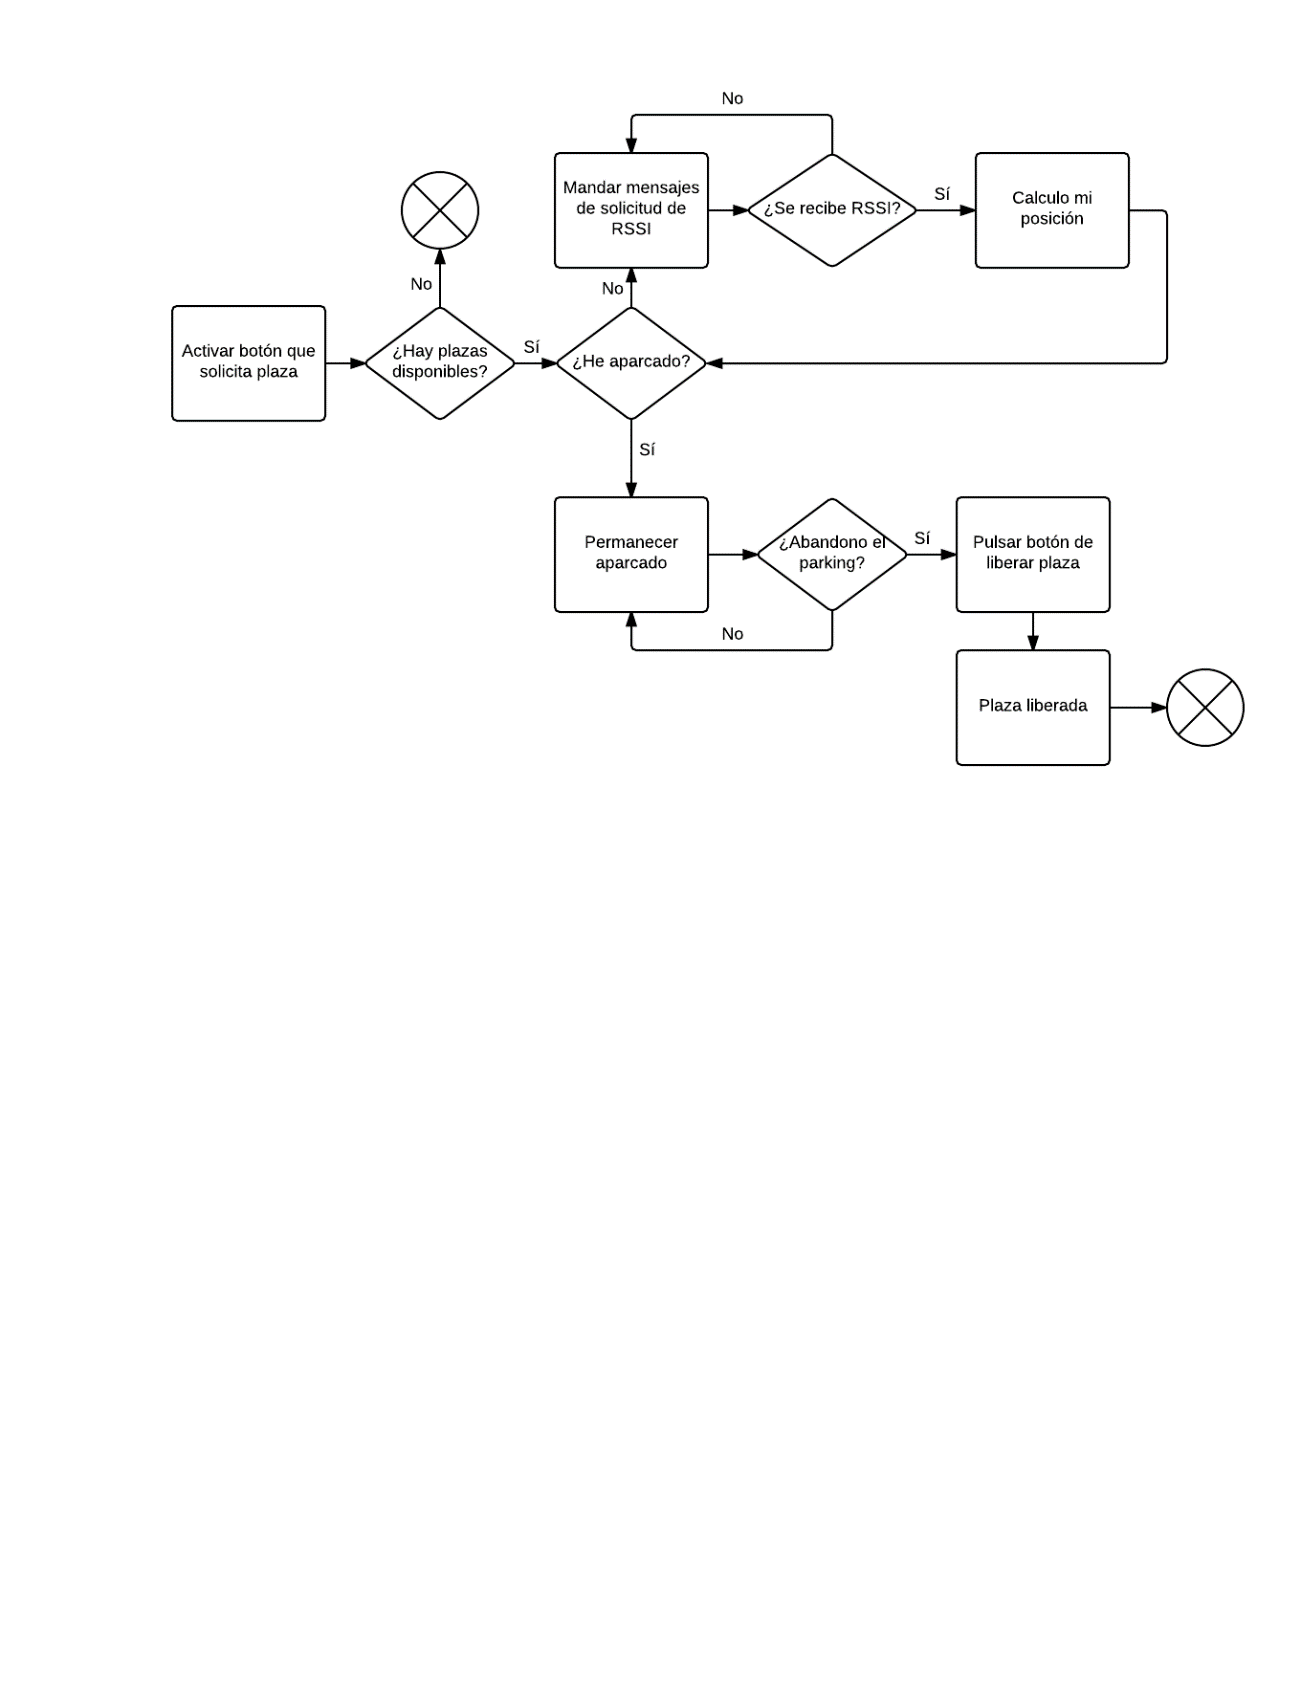 No
Mandar mensajes
de solicitud de
RSSI
¿Se recibe RSSI?
Sí
Calculo mi
posición
No
No
Activar botón que
solicita plaza
¿Hay plazas
disponibles?
Sí
¿He aparcado?
Sí
Permanecer
aparcado
¿Abandono el
parking?
Sí
Pulsar botón de
liberar plaza
No
Plaza liberada